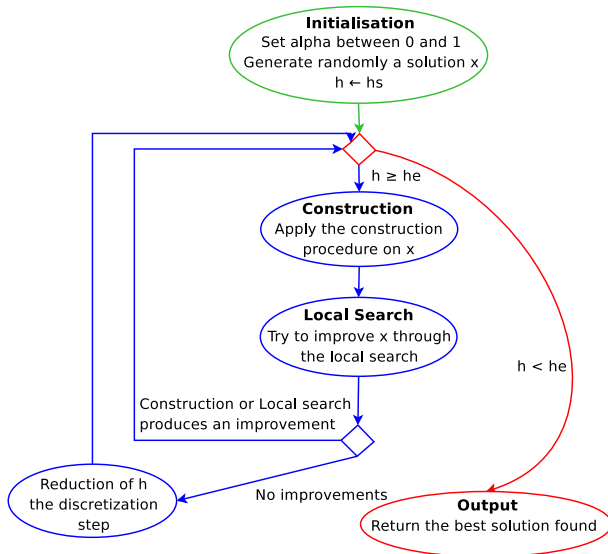 Initialisation
Set alpha between 0 and 1
Generate randomly a solution x
h ← hs
h ≥ he
Construction
Apply the construction
procedure on x
Local Search
Try to improve x through
the local search
h < he
Construction or Local search
produces an improvement
Reduction of h
the discretization
step
No improvements
Output
Return the best solution found